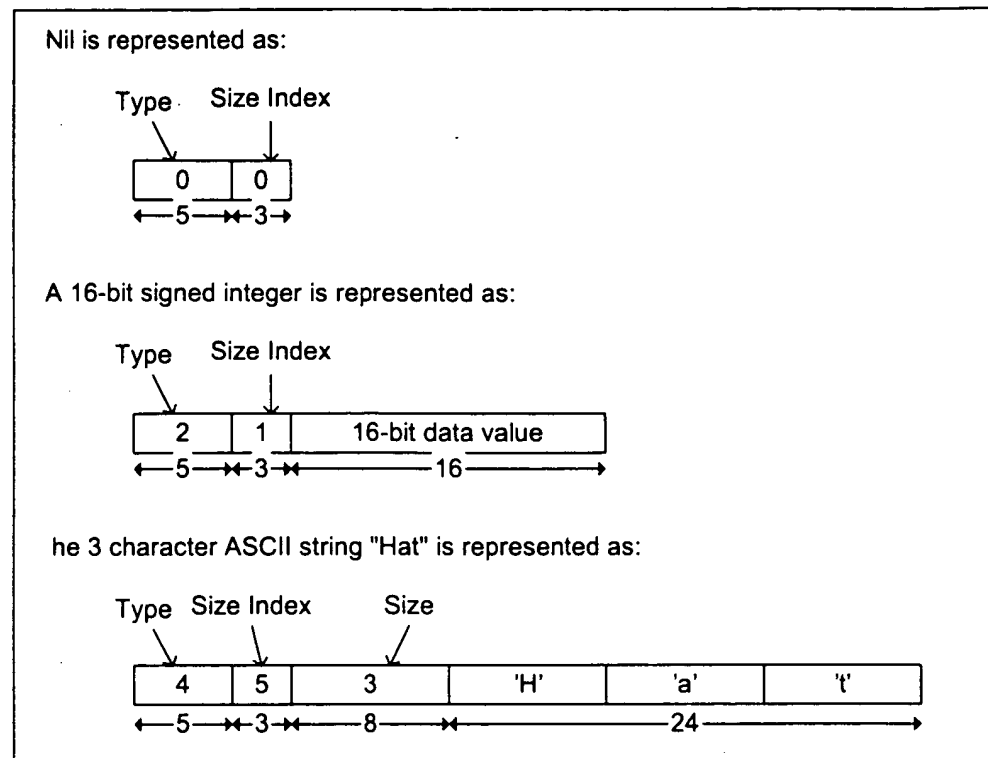 Nil is represented as:
Type Size Index
0 0
5 3
A 16-bit signed integer is represented as:
Type Size Index
2 1 16-bit data value
5 3 16
he 3 character ASCII string "Hat" is represented as:
Type Size Index Size
4 5 3 'H' 'a' 't'
5 3 8 24